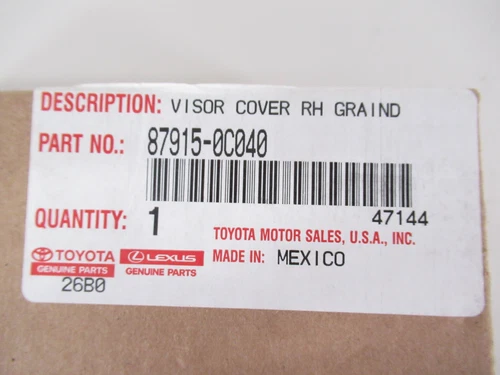 DESCRIPTION: VISOR COVER RH GRAIND
PART NO.: 87915-0C040
47144
QUANTITY: 1
TOYOTA MOTOR SALES, U.S.A., INC.
MADE IN: MEXICO
TOYOTA
GENUINE PARTS
LEXUS
GENUINE PARTS
26B0